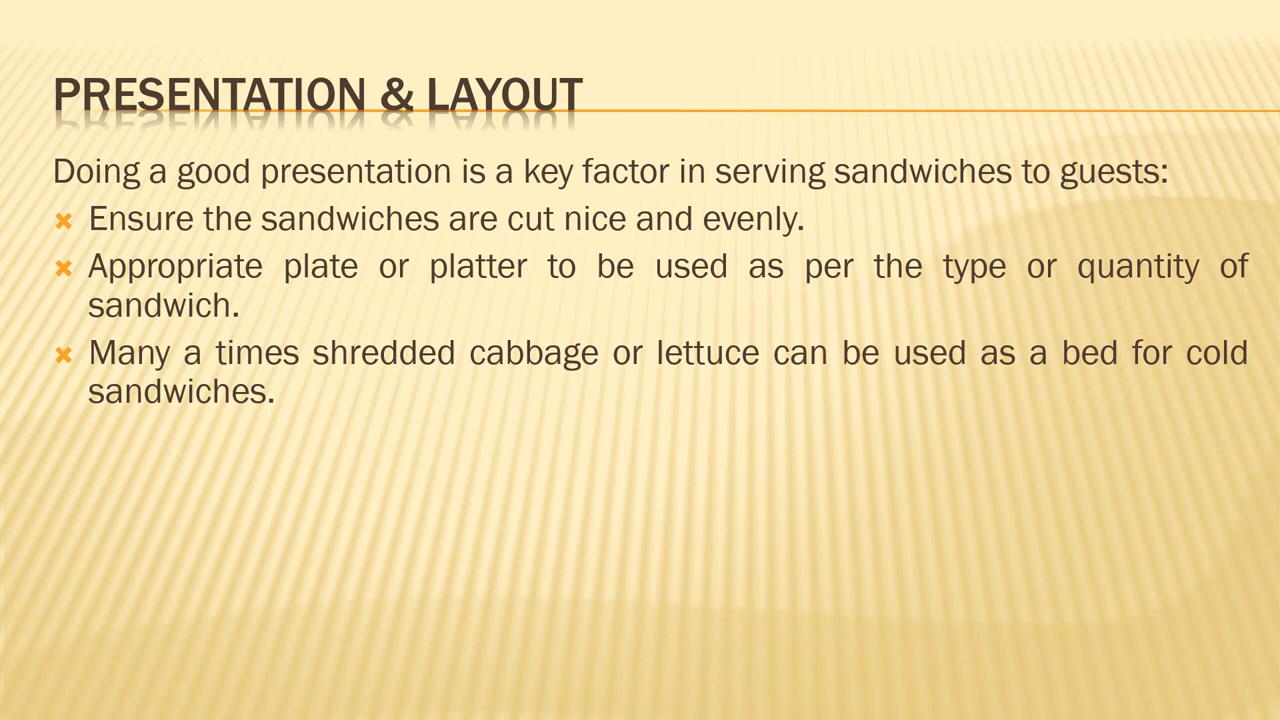 PRESENTATION & LAYOUT
Doing a good presentation is a key factor in serving sandwiches to guests:
Ensure the sandwiches are cut nice and evenly.
Appropriate plate or platter to be used as per the type or quantity of
sandwich.
Many a times shredded cabbage or lettuce can be used as a bed for cold
sandwiches.